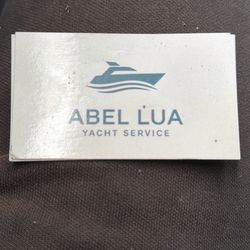 ABEL LUA
YACHT SERVICE